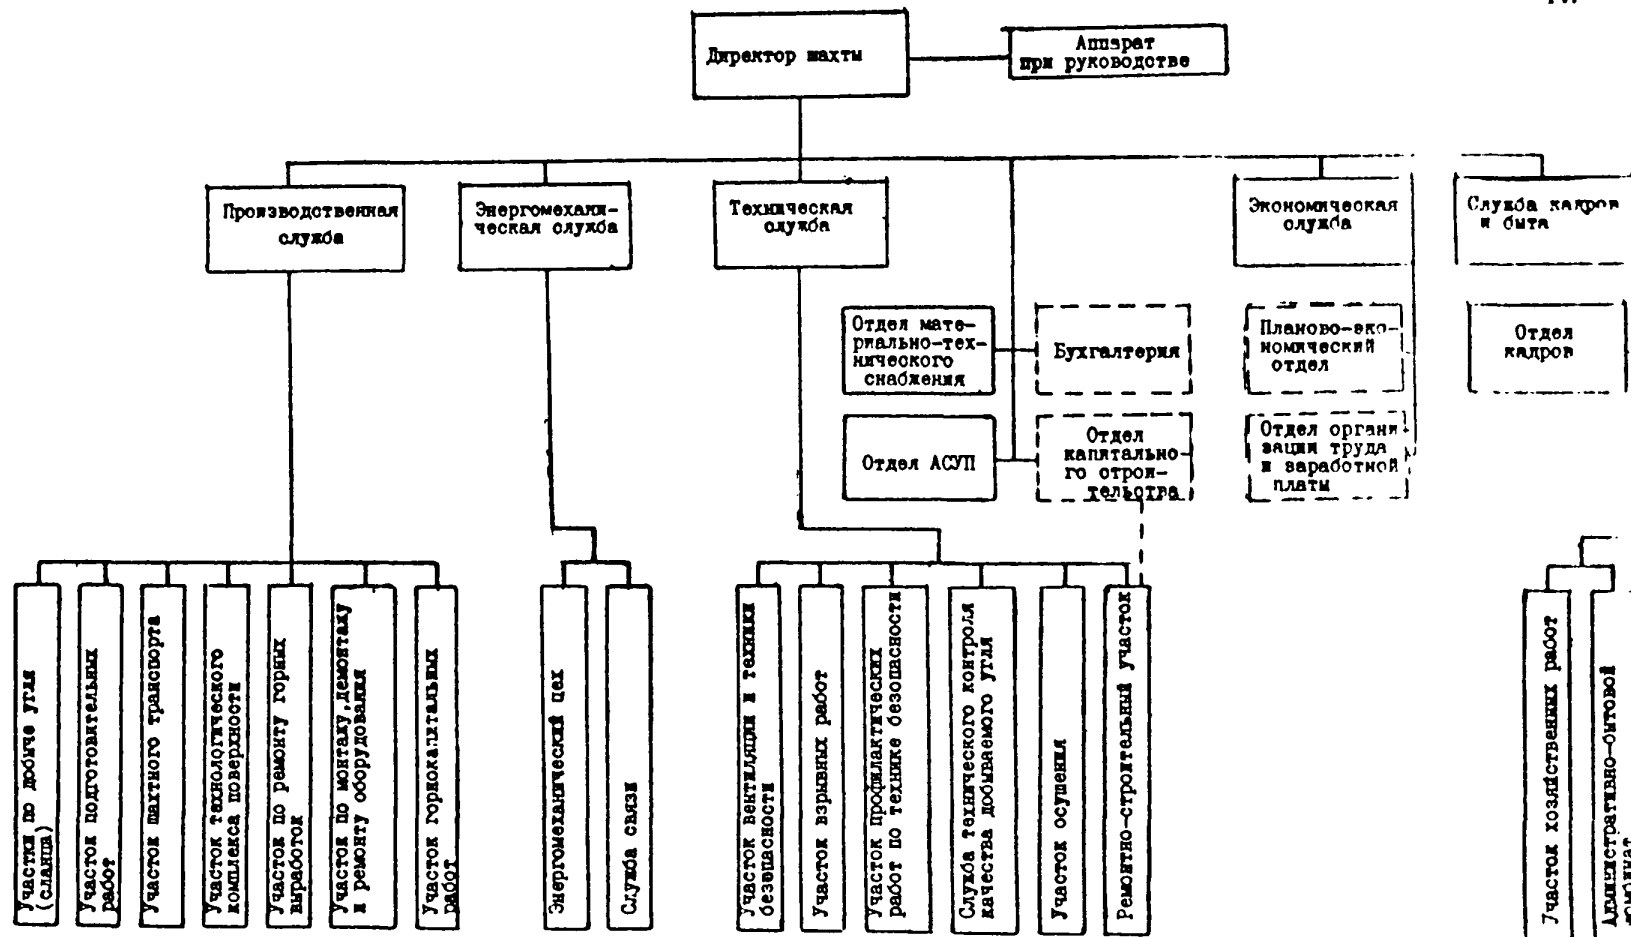 Директор шахты
Аппарат
при руководстве
Производственная
служба
Энергомехани-
ческая служба
Техническая
служба
Экономическая
служба
Служба кадров
и быта
Отдел мате-
риально-тех-
нического
снабжения
Бухгалтерия
Планово-эко-
номический
отдел
Отдел
кадров
Отдел АСУП
Отдел
капитально-
го строи-
тельства
Отдел органи-
зации труда
и заработной
платы
Участки по добыче угля
(сланца)
Участок подготовительных
работ
Участок шахтного транспорта
Участок технологического
комплекса поверхности
Участок по ремонту горных
выработок
Участок по монтажу, демонтажу
и ремонту оборудования
Участок горнокапитальных
работ
Энергомеханический цех
Служба связи
Участок вентиляции и техники
безопасности
Участок взрывных работ
Участок профилактических
работ по технике безопасности
Служба технического контроля
качества добываемого угля
Участок осушения
Ремонтно-строительный участок
Участок хозяйственных работ
Административно-бытовой